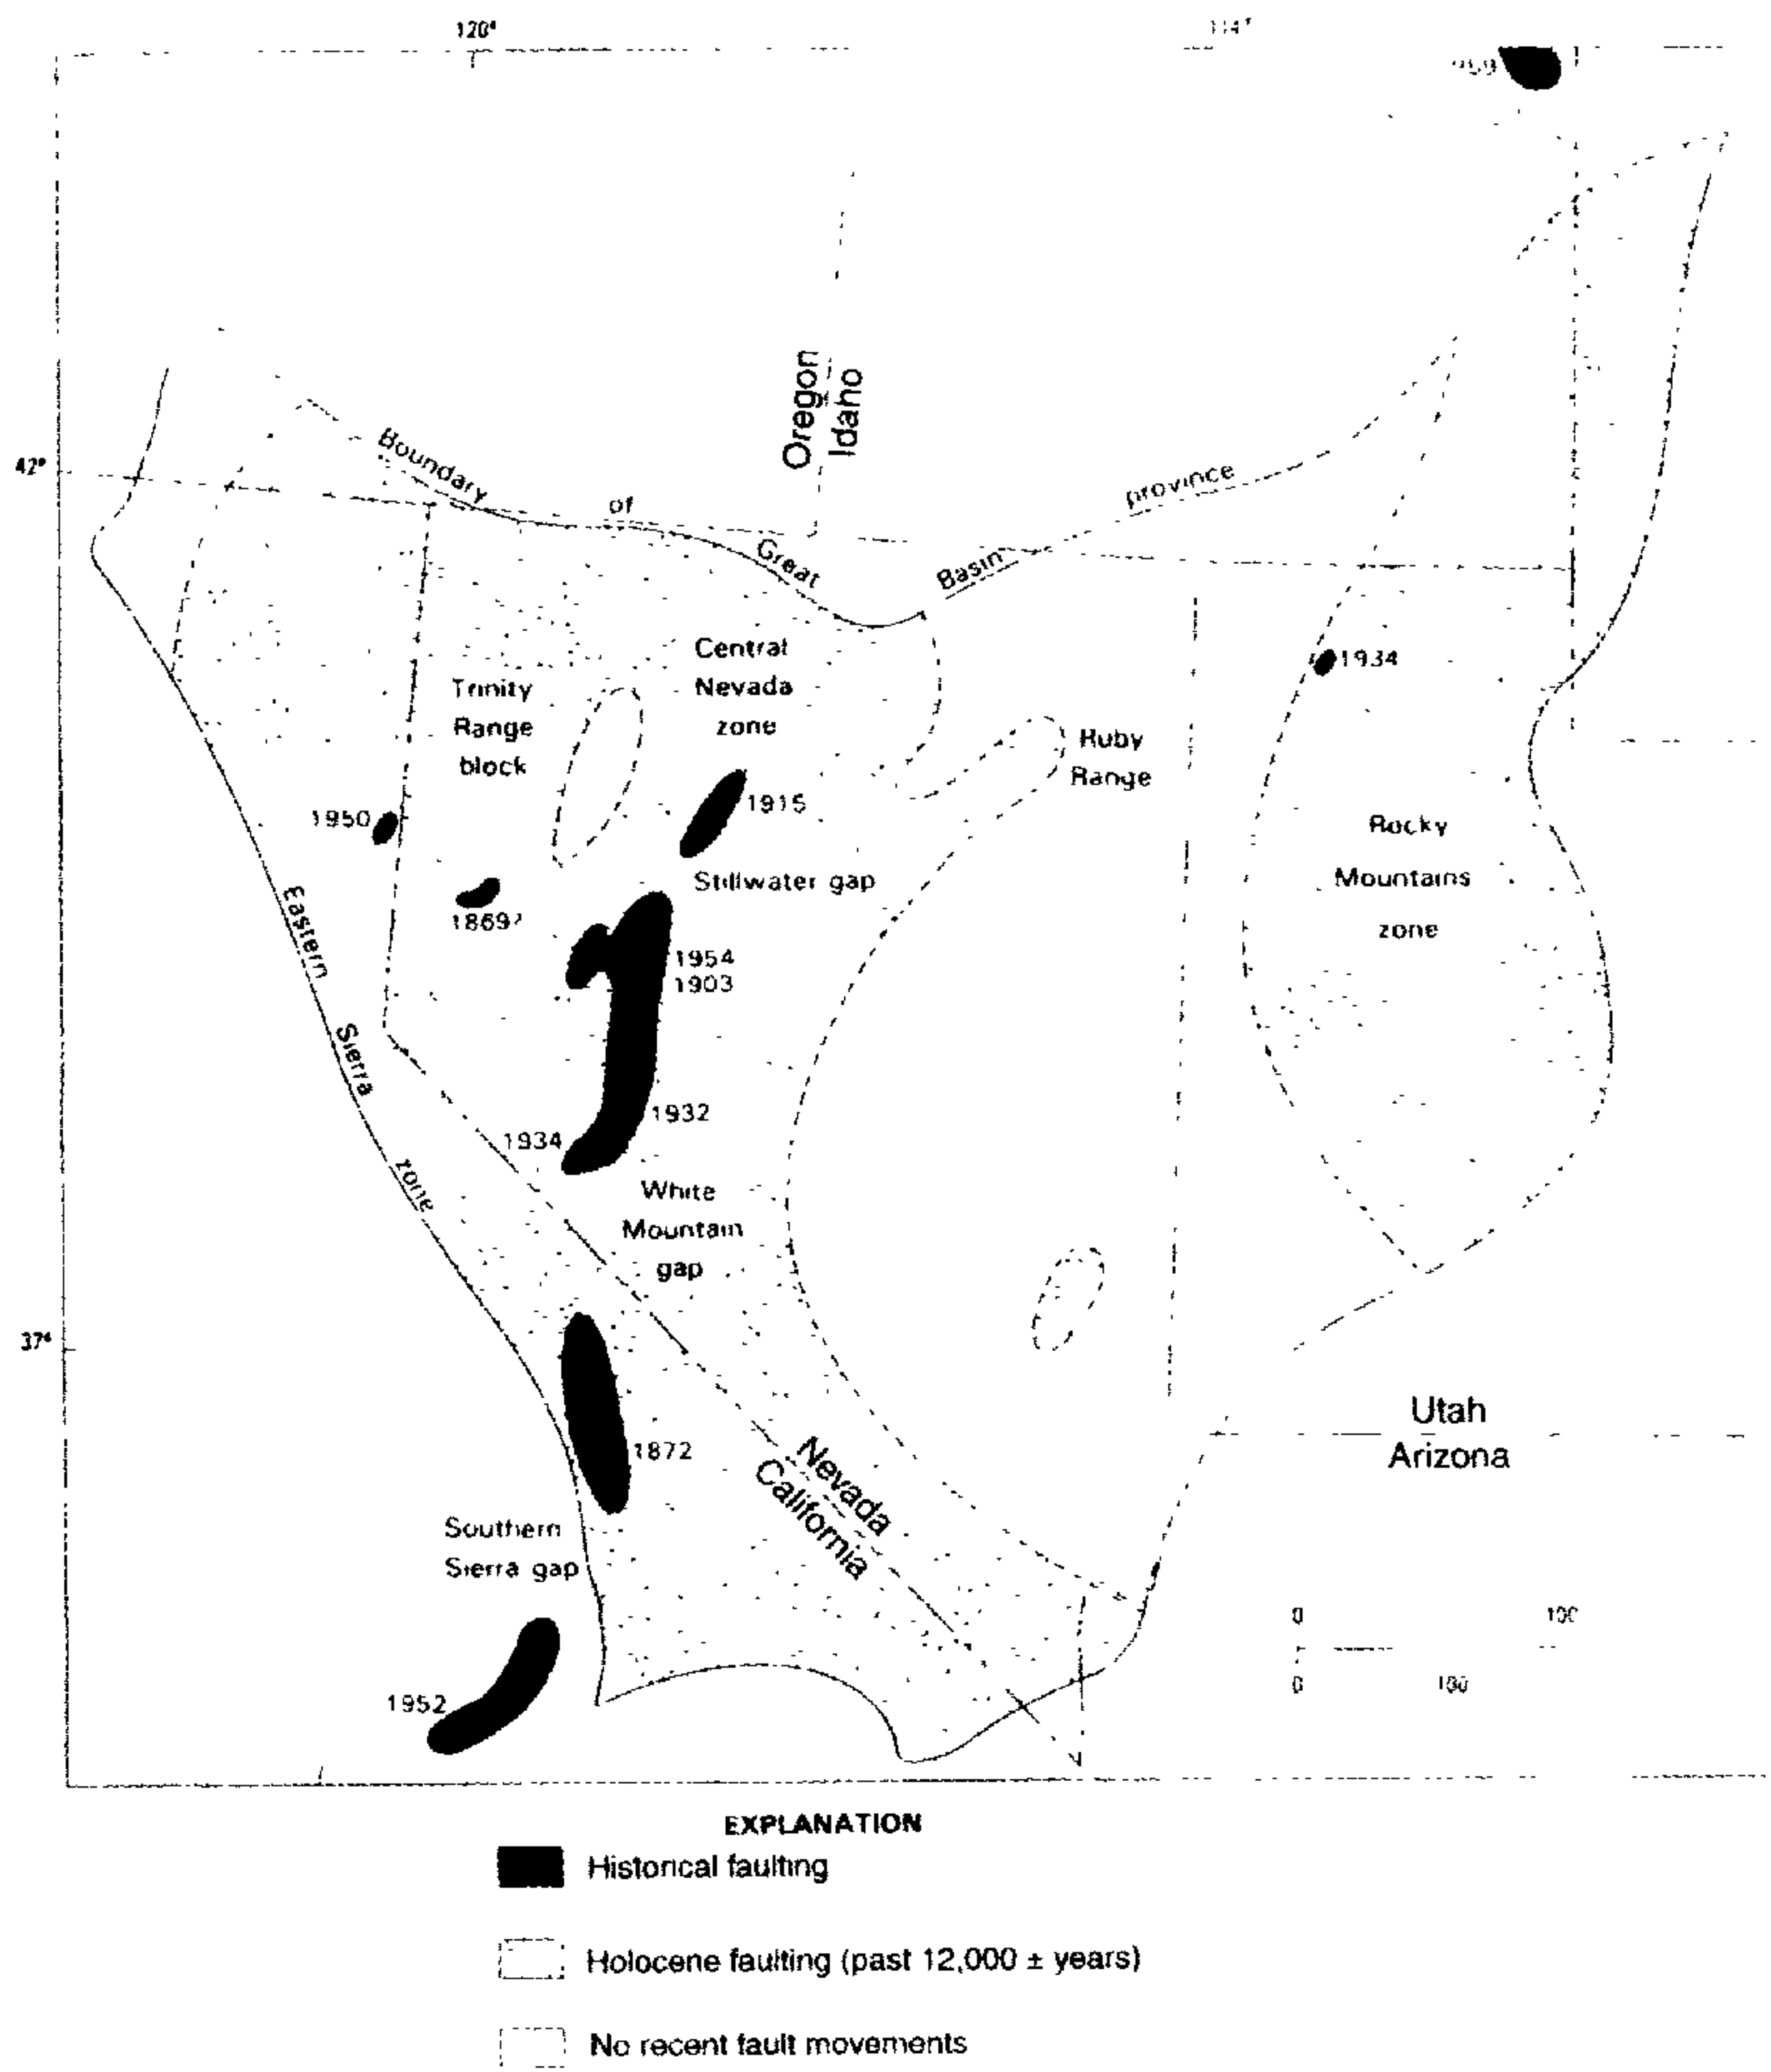 120°
42°
37°
Oregon
Idaho
Boundary
of
Great
Basin
province
Central
Nevada
zone
Trinity
Range
block
Ruby
Range
1934
1950
1915
Rocky
Mountains
zone
Stillwater gap
1869?
Eastern
Sierra
zone
1954
1903
1932
1934
White
Mountain
gap
1872
Nevada
California
Utah
Arizona
Southern
Sierra gap
1952
0
100
0
EXPLANATION
Historical faulting
Holocene faulting (past 12,000 ± years)
No recent fault movements